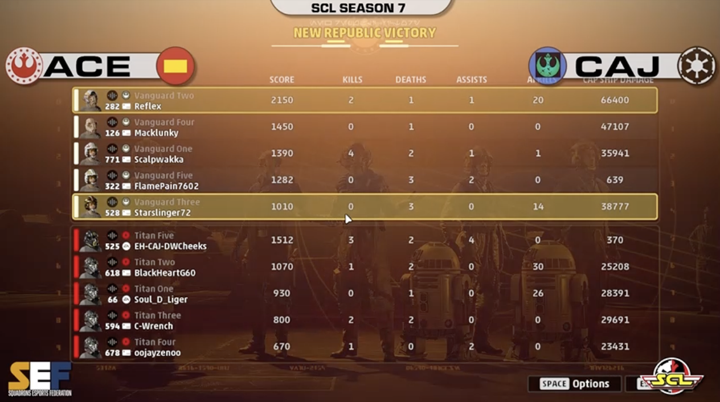 SCL SEASON 7
NEW REPUBLIC VICTORY
ACE
CAJ
SCORE KILLS DEATHS ASSISTS CAP SHIP DAMAGE
Vanguard Two
282 Reflex 2150 2 1 1 20 66400
Vanguard Four
126 Macklunky 1450 0 1 1 0 47107
Vanguard One
771 Scalpwakka 1390 4 2 1 1 35941
Vanguard Five
322 FlamePain7602 1282 0 3 2 0 639
Vanguard Three
528 Starslinger72 1010 0 3 0 14 38777
Titan Five
525 EH-CAJ-DWCheeks 1512 3 2 4 0 370
Titan Two
618 BlackHeartG60 1070 1 2 0 30 25208
Titan One
66 Soul_D_Liger 930 0 1 0 26 28391
Titan Three
594 C-Wrench 800 2 2 0 0 29691
Titan Four
678 oojayzenoo 670 1 0 2 0 23431
SEF
SQUADRONS ESPORTS FEDERATION
SPACE Options
SCL